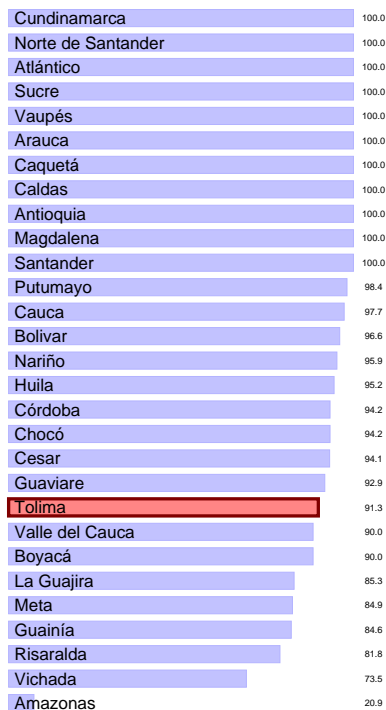 Cundinamarca 100.0
Norte de Santander 100.0
Atlántico 100.0
Sucre 100.0
Vaupés 100.0
Arauca 100.0
Caquetá 100.0
Caldas 100.0
Antioquia 100.0
Magdalena 100.0
Santander 100.0
Putumayo 98.4
Cauca 97.7
Bolivar 96.6
Nariño 95.9
Huila 95.2
Córdoba 94.2
Chocó 94.2
Cesar 94.1
Guaviare 92.9
Tolima 91.3
Valle del Cauca 90.0
Boyacá 90.0
La Guajira 85.3
Meta 84.9
Guainía 84.6
Risaralda 81.8
Vichada 73.5
Amazonas 20.9